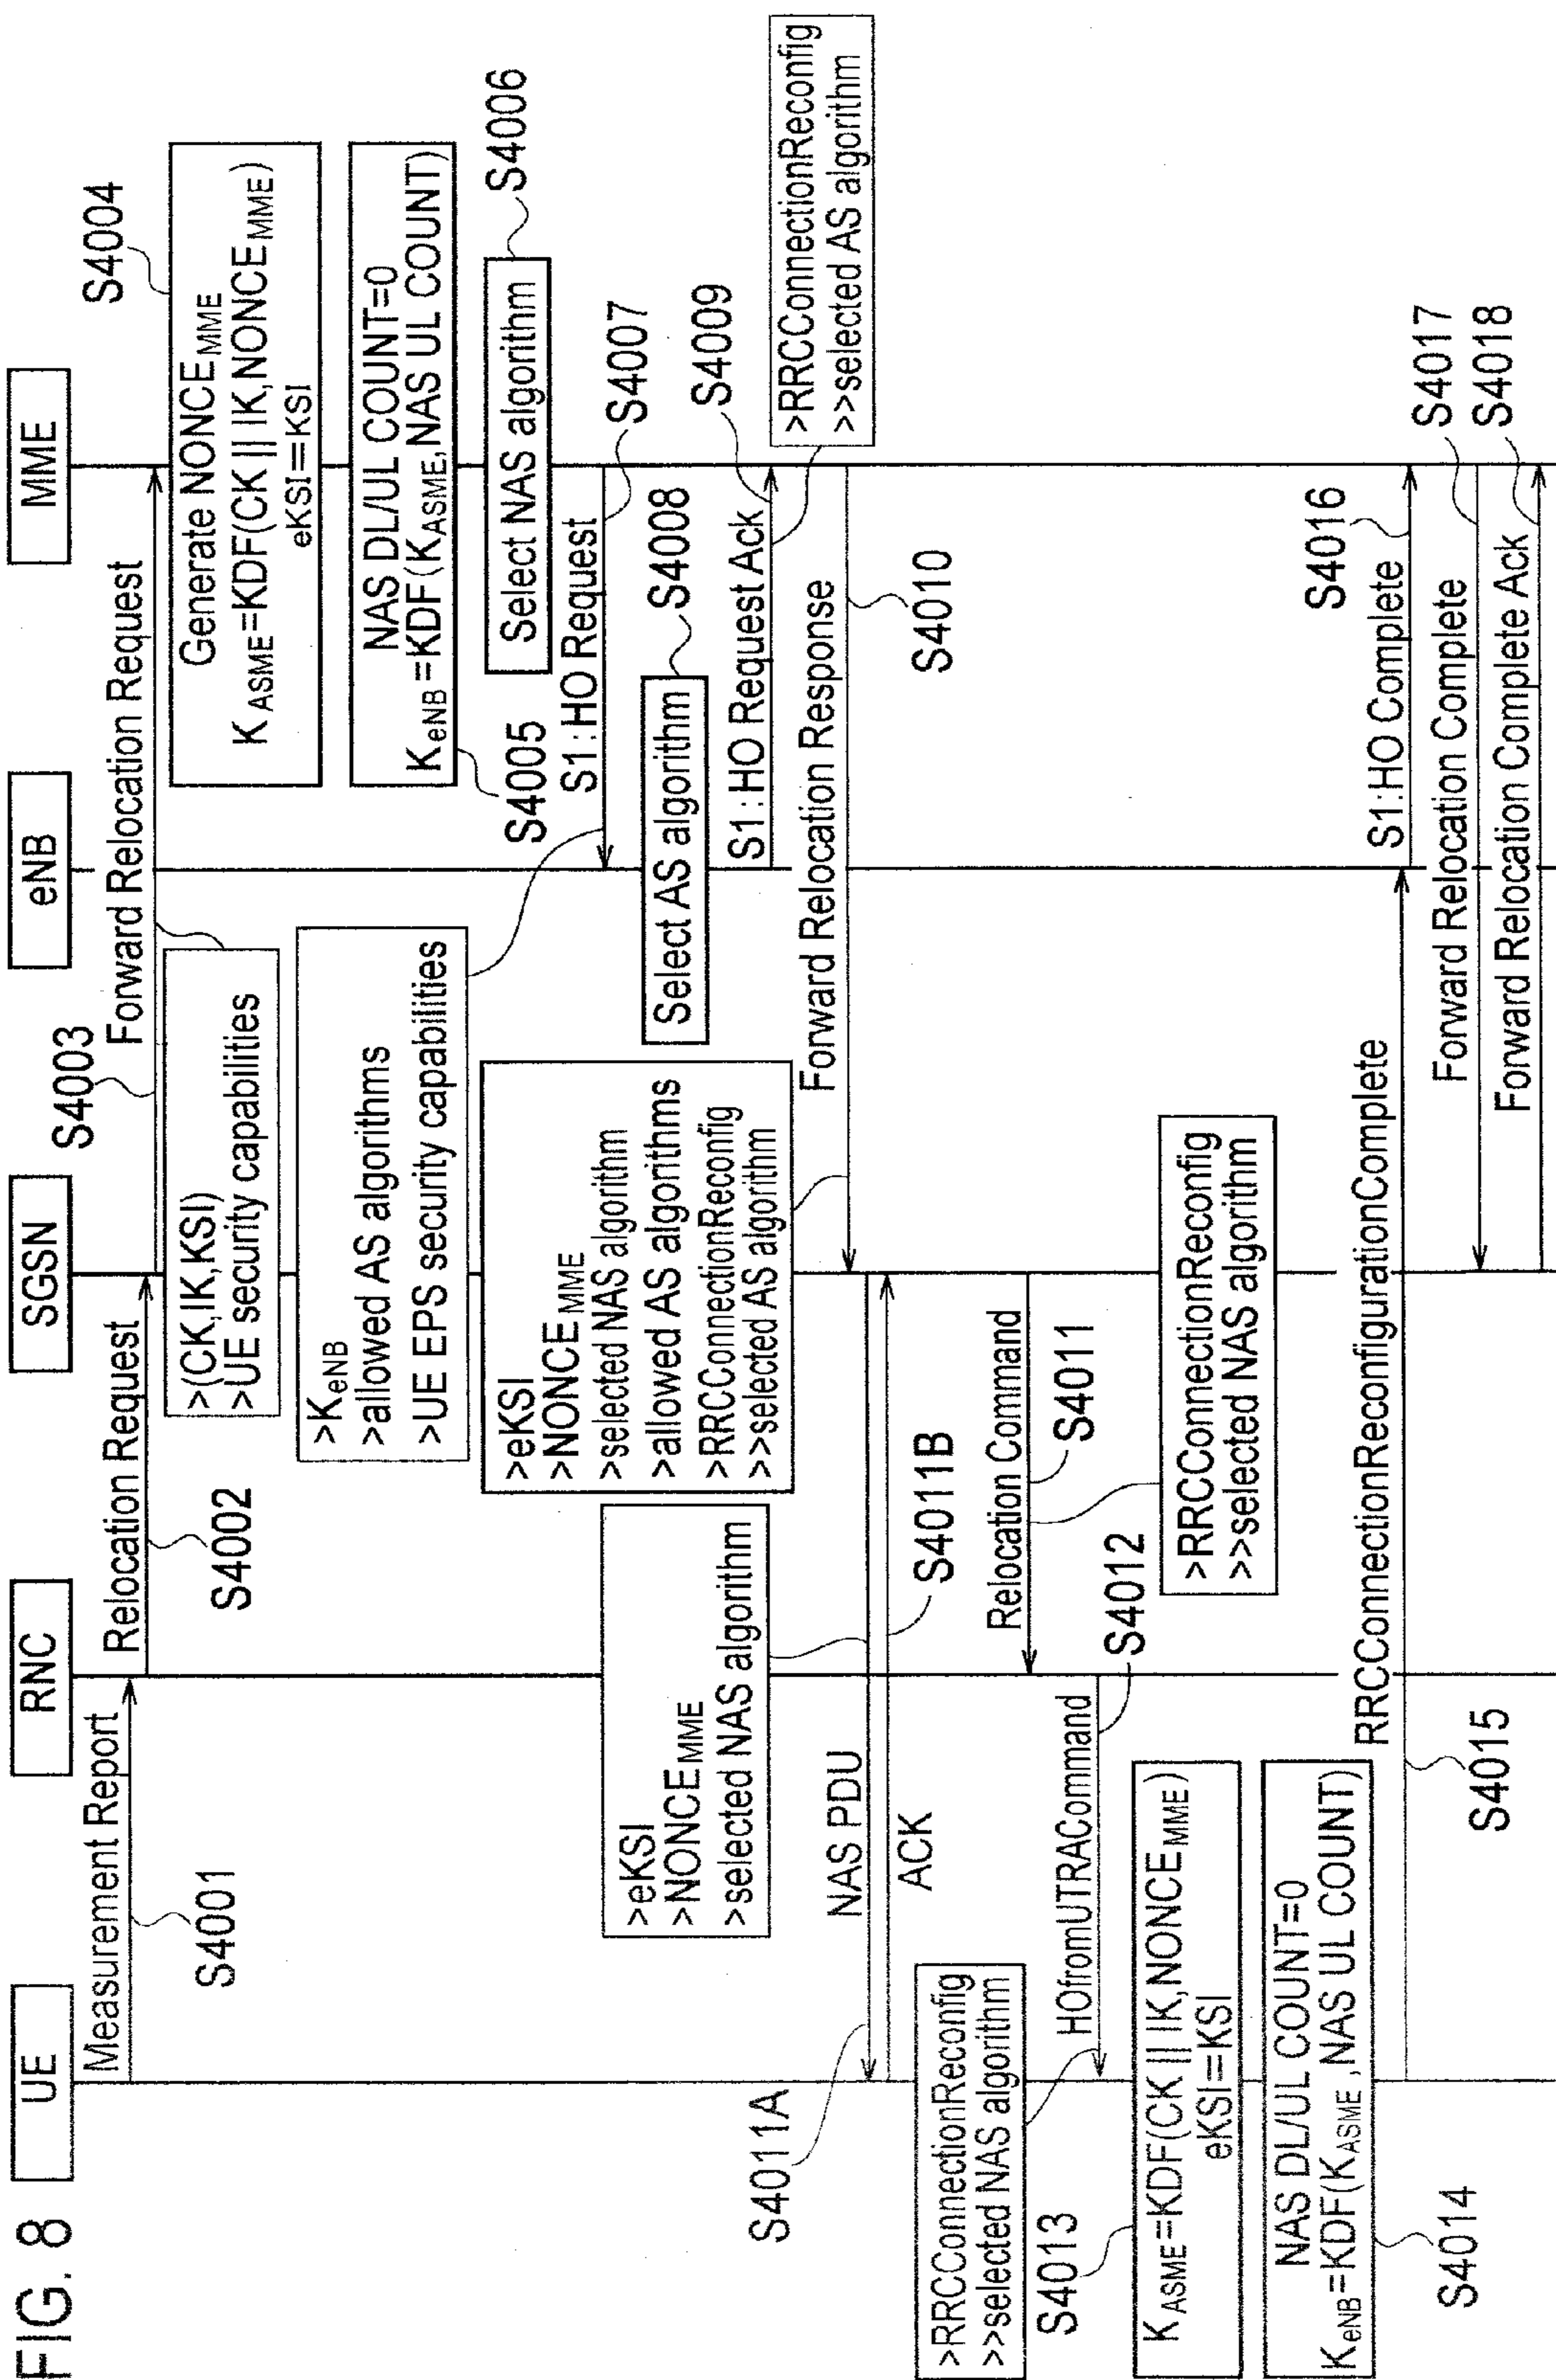 FIG. 8
UE
RNC
SGSN
eNB
MME
Measurement Report
S4001
Relocation Request
S4002
S4003
Forward Relocation Request
>(CK,IK,KSI)
>UE security capabilities
S4004
Generate NONCEMME
KASME=KDF(CK || IK,NONCEMME)
eKSI=KSI
NAS DL/UL COUNT=0
KeNB=KDF(KASME,NAS UL COUNT)
S4005
Select NAS algorithm
S4006
S1:HO Request
S4007
>KeNB
>allowed AS algorithms
>UE EPS security capabilities
Select AS algorithm
S4008
S1:HO Request Ack
S4009
>RRCConnectionReconfig
>>selected AS algorithm
Forward Relocation Response
S4010
>eKSI
>NONCEMME
>selected NAS algorithm
>allowed AS algorithms
>RRCConnectionReconfig
>>selected AS algorithm
>eKSI
>NONCEMME
>selected NAS algorithm
NAS PDU
S4011A
ACK
S4011B
Relocation Command
S4011
>RRCConnectionReconfig
>>selected NAS algorithm
HOfromUTRACommand
S4012
>RRCConnectionReconfig
>>selected NAS algorithm
S4013
KASME=KDF(CK || IK,NONCEMME)
eKSI=KSI
NAS DL/UL COUNT=0
KeNB=KDF(KASME,NAS UL COUNT)
S4014
RRCConnectionReconfigurationComplete
S4015
S1:HO Complete
S4016
Forward Relocation Complete
S4017
Forward Relocation Complete Ack
S4018